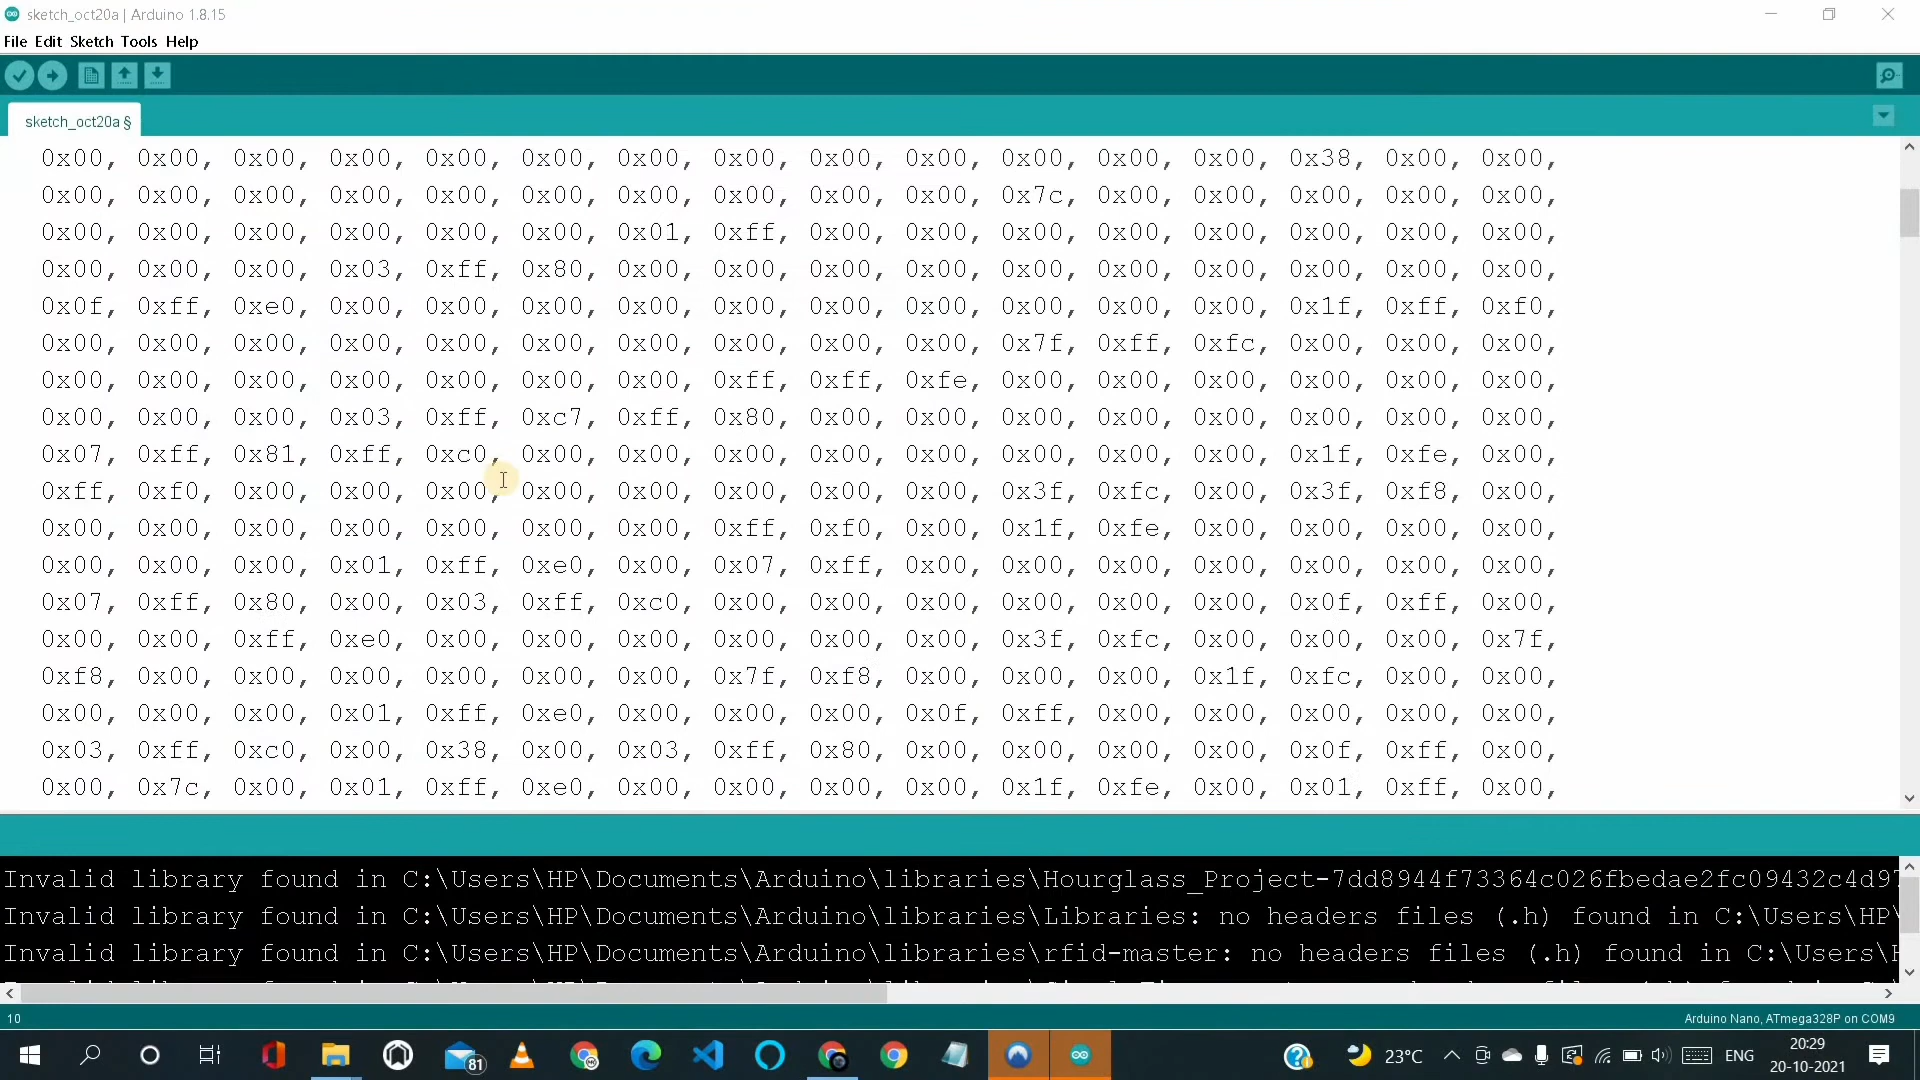 sketch_oct20a | Arduino 1.8.15
File Edit Sketch Tools Help
sketch_oct20a §
0x00, 0x00, 0x00, 0x00, 0x00, 0x00, 0x00, 0x00, 0x00, 0x00, 0x00, 0x00, 0x00, 0x38, 0x00, 0x00,
0x00, 0x00, 0x00, 0x00, 0x00, 0x00, 0x00, 0x00, 0x00, 0x00, 0x7c, 0x00, 0x00, 0x00, 0x00, 0x00,
0x00, 0x00, 0x00, 0x00, 0x00, 0x00, 0x01, 0xff, 0x00, 0x00, 0x00, 0x00, 0x00, 0x00, 0x00, 0x00,
0x00, 0x00, 0x00, 0x03, 0xff, 0x80, 0x00, 0x00, 0x00, 0x00, 0x00, 0x00, 0x00, 0x00, 0x00, 0x00,
0x0f, 0xff, 0xe0, 0x00, 0x00, 0x00, 0x00, 0x00, 0x00, 0x00, 0x00, 0x00, 0x00, 0x1f, 0xff, 0xf0,
0x00, 0x00, 0x00, 0x00, 0x00, 0x00, 0x00, 0x00, 0x00, 0x00, 0x7f, 0xff, 0xfc, 0x00, 0x00, 0x00,
0x00, 0x00, 0x00, 0x00, 0x00, 0x00, 0x00, 0xff, 0xff, 0xfe, 0x00, 0x00, 0x00, 0x00, 0x00, 0x00,
0x00, 0x00, 0x00, 0x03, 0xff, 0xc7, 0xff, 0x80, 0x00, 0x00, 0x00, 0x00, 0x00, 0x00, 0x00, 0x00,
0x07, 0xff, 0x81, 0xff, 0xc0, 0x00, 0x00, 0x00, 0x00, 0x00, 0x00, 0x00, 0x00, 0x1f, 0xfe, 0x00,
0xff, 0xf0, 0x00, 0x00, 0x00, 0x00, 0x00, 0x00, 0x00, 0x00, 0x3f, 0xfc, 0x00, 0x3f, 0xf8, 0x00,
0x00, 0x00, 0x00, 0x00, 0x00, 0x00, 0x00, 0xff, 0xf0, 0x00, 0x1f, 0xfe, 0x00, 0x00, 0x00, 0x00,
0x00, 0x00, 0x00, 0x01, 0xff, 0xe0, 0x00, 0x07, 0xff, 0x00, 0x00, 0x00, 0x00, 0x00, 0x00, 0x00,
0x07, 0xff, 0x80, 0x00, 0x03, 0xff, 0xc0, 0x00, 0x00, 0x00, 0x00, 0x00, 0x00, 0x0f, 0xff, 0x00,
0x00, 0x00, 0xff, 0xe0, 0x00, 0x00, 0x00, 0x00, 0x00, 0x00, 0x3f, 0xfc, 0x00, 0x00, 0x00, 0x7f,
0xf8, 0x00, 0x00, 0x00, 0x00, 0x00, 0x00, 0x7f, 0xf8, 0x00, 0x00, 0x00, 0x1f, 0xfc, 0x00, 0x00,
0x00, 0x00, 0x00, 0x01, 0xff, 0xe0, 0x00, 0x00, 0x00, 0x0f, 0xff, 0x00, 0x00, 0x00, 0x00, 0x00,
0x03, 0xff, 0xc0, 0x00, 0x38, 0x00, 0x03, 0xff, 0x80, 0x00, 0x00, 0x00, 0x00, 0x0f, 0xff, 0x00,
0x00, 0x7c, 0x00, 0x01, 0xff, 0xe0, 0x00, 0x00, 0x00, 0x00, 0x1f, 0xfe, 0x00, 0x01, 0xff, 0x00,
Invalid library found in C:\Users\HP\Documents\Arduino\libraries\Hourglass_Project-7dd8944f73364c026fbedae2fc09432c4d97
Invalid library found in C:\Users\HP\Documents\Arduino\libraries\Libraries: no headers files (.h) found in C:\Users\HP\
Invalid library found in C:\Users\HP\Documents\Arduino\libraries\rfid-master: no headers files (.h) found in C:\Users\H
10
Arduino Nano, ATmega328P on COM9
81
23°C
ENG
20:29
20-10-2021